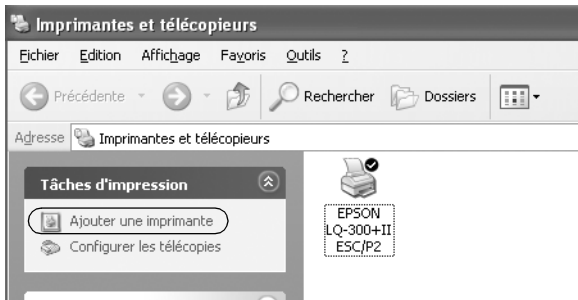 Imprimantes et télécopieurs
Fichier Edition Affichage Favoris Outils ?
Précédente Rechercher Dossiers
Adresse Imprimantes et télécopieurs
Tâches d'impression
Ajouter une imprimante
Configurer les télécopies
EPSON
LQ-300+II
ESC/P2